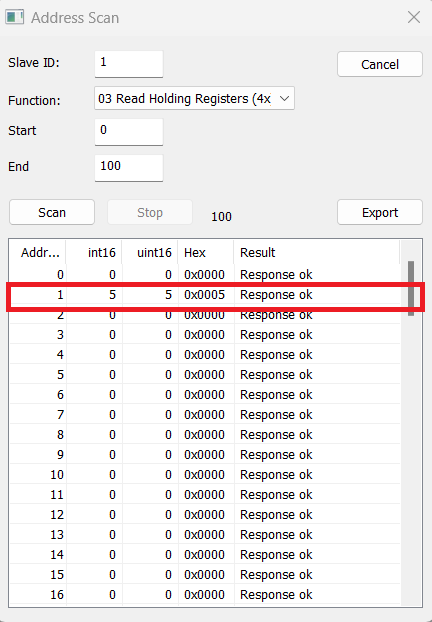 Address Scan
Slave ID: 1 Cancel
Function: 03 Read Holding Registers (4x
Start 0
End 100
Scan Stop 100 Export
Addr... int16 uint16 Hex Result
0 0 0 0x0000 Response ok
1 5 5 0x0005 Response ok
2 0 0 0x0000 Response ok
3 0 0 0x0000 Response ok
4 0 0 0x0000 Response ok
5 0 0 0x0000 Response ok
6 0 0 0x0000 Response ok
7 0 0 0x0000 Response ok
8 0 0 0x0000 Response ok
9 0 0 0x0000 Response ok
10 0 0 0x0000 Response ok
11 0 0 0x0000 Response ok
12 0 0 0x0000 Response ok
13 0 0 0x0000 Response ok
14 0 0 0x0000 Response ok
15 0 0 0x0000 Response ok
16 0 0 0x0000 Response ok